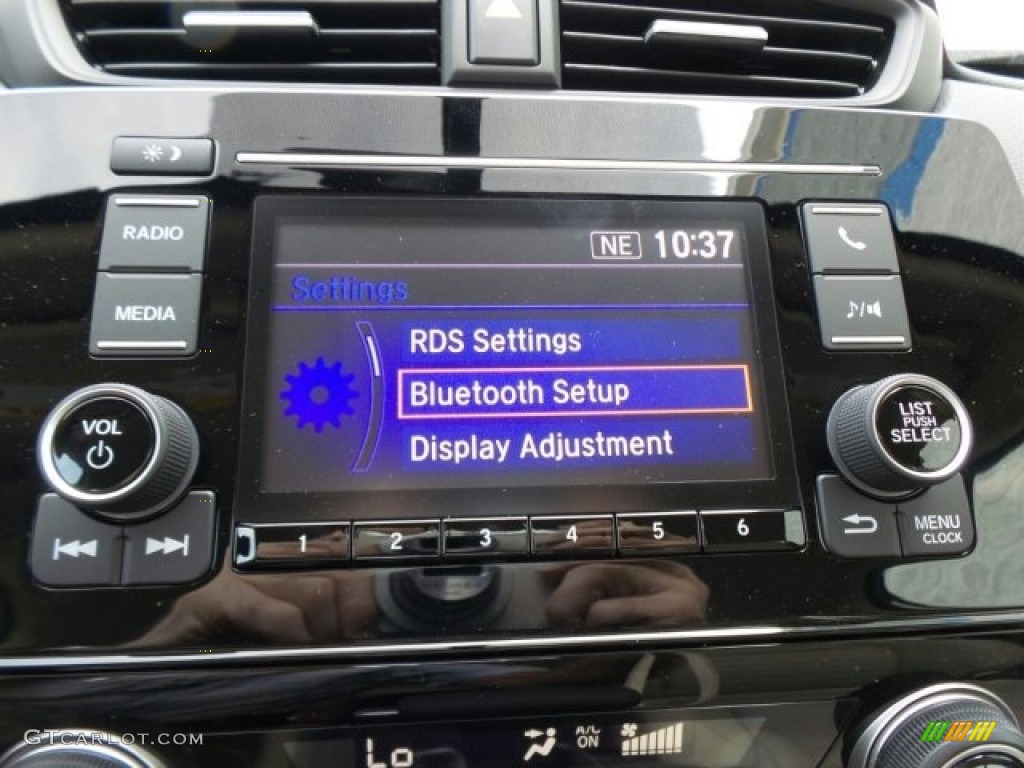 RADIO
MEDIA
NE 10:37
Settings
RDS Settings
Bluetooth Setup
Display Adjustment
VOL
LIST
PUSH
SELECT
MENU
CLOCK
1 2 3 4 5 6
Lo
A/C
ON
GTCARLOT.COM